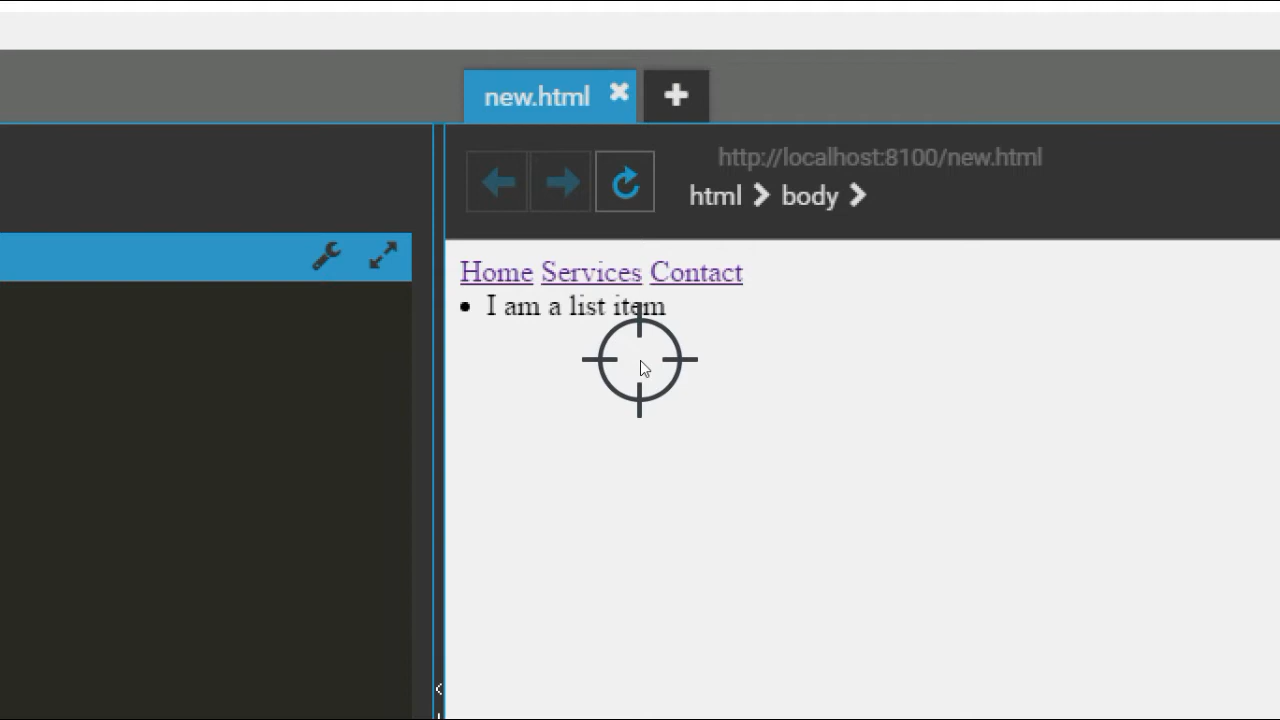 new.html
http://localhost:8100/new.html
html body
Home Services Contact
I am a list item